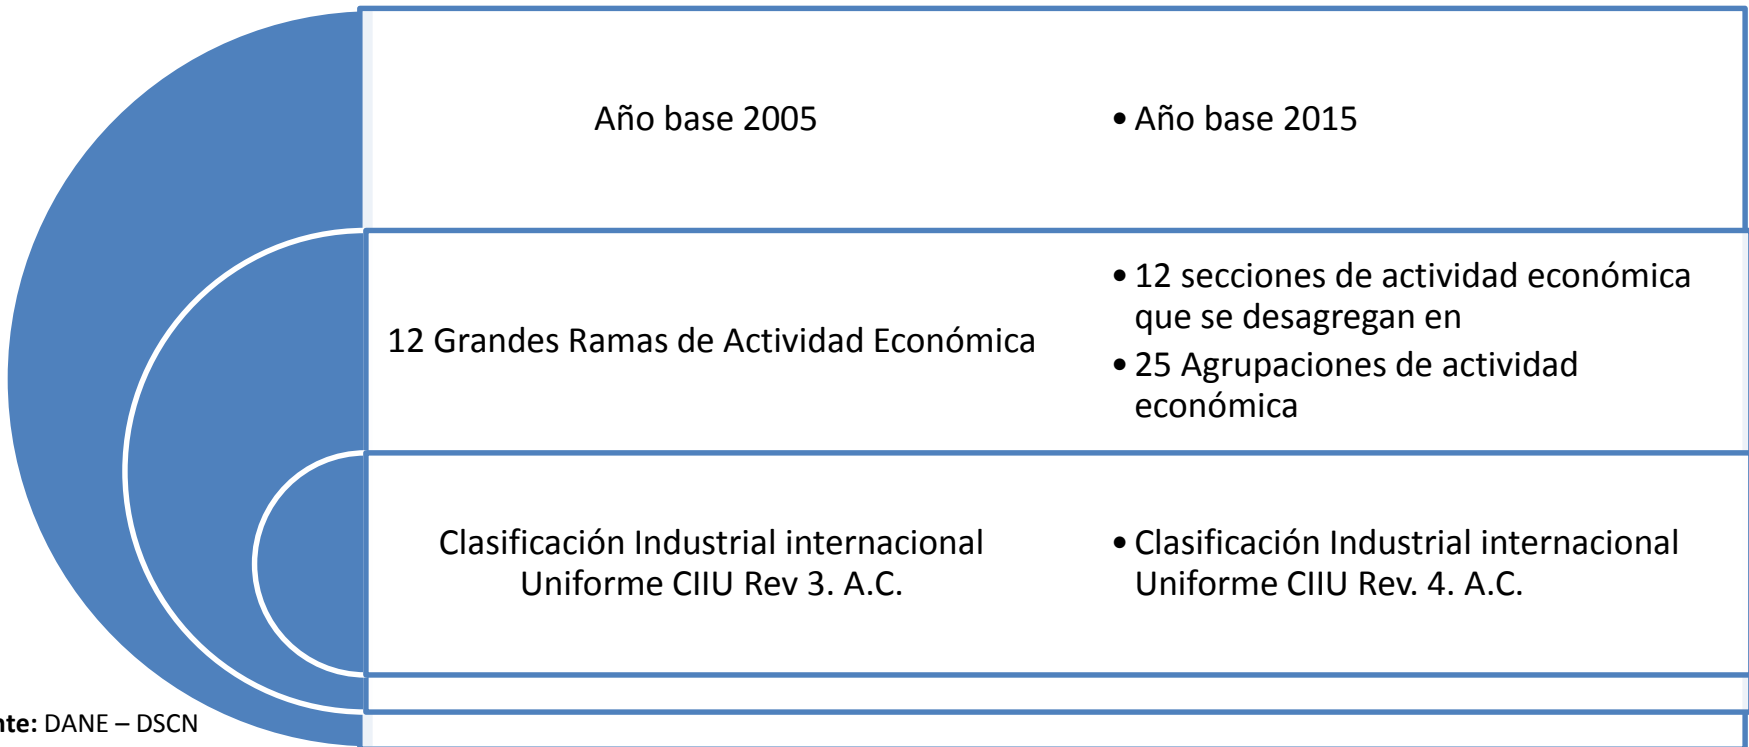 Año base 2005
• Año base 2015
12 Grandes Ramas de Actividad Económica
• 12 secciones de actividad económica
que se desagregan en
• 25 Agrupaciones de actividad
económica
Clasificación Industrial internacional
Uniforme CIIU Rev 3. A.C.
• Clasificación Industrial internacional
Uniforme CIIU Rev. 4. A.C.
nte: DANE – DSCN